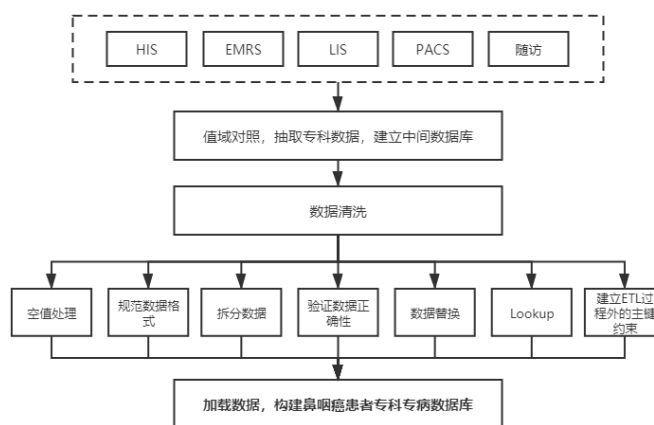 HIS
EMRS
LIS
PACS
随访
值域对照，抽取专科数据，建立中间数据库
数据清洗
空值处理
规范数据格
式
拆分数据
验证数据正
确性
数据替换
Lookup
建立ETL过
程外的主键
约束
加载数据，构建鼻咽癌患者专科专病数据库